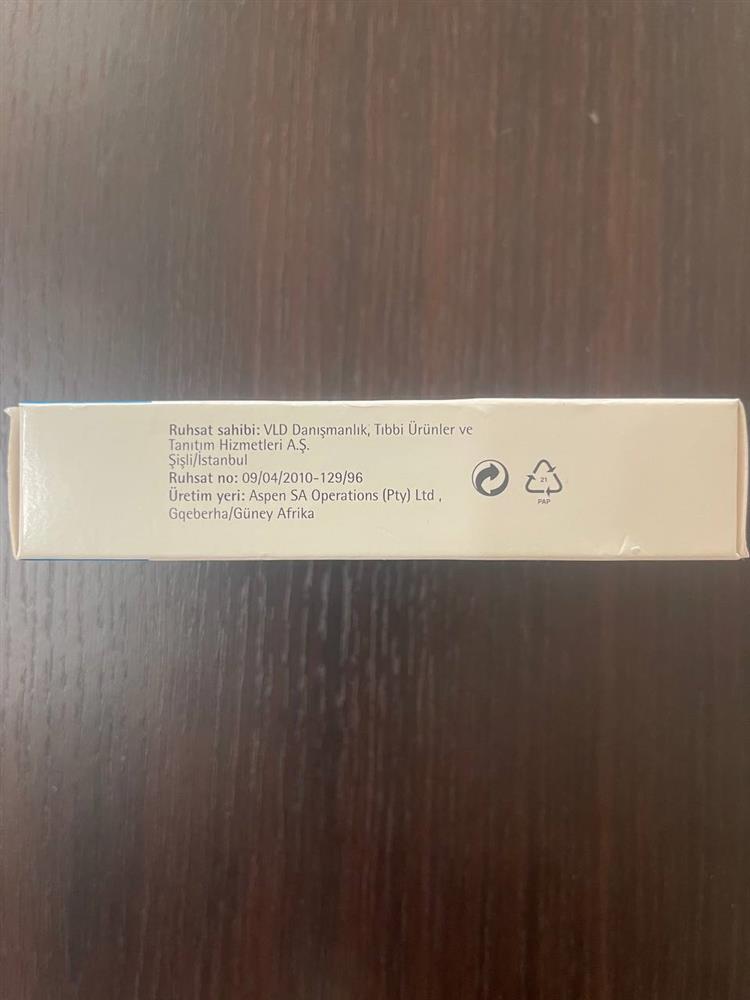 Ruhsat sahibi: VLD Danışmanlık, Tıbbi Ürünler ve
Tanıtım Hizmetleri A.Ş.
Şişli/İstanbul
Ruhsat no: 09/04/2010-129/96
Üretim yeri: Aspen SA Operations (Pty) Ltd ,
Gqeberha/Güney Afrika
21
PAP